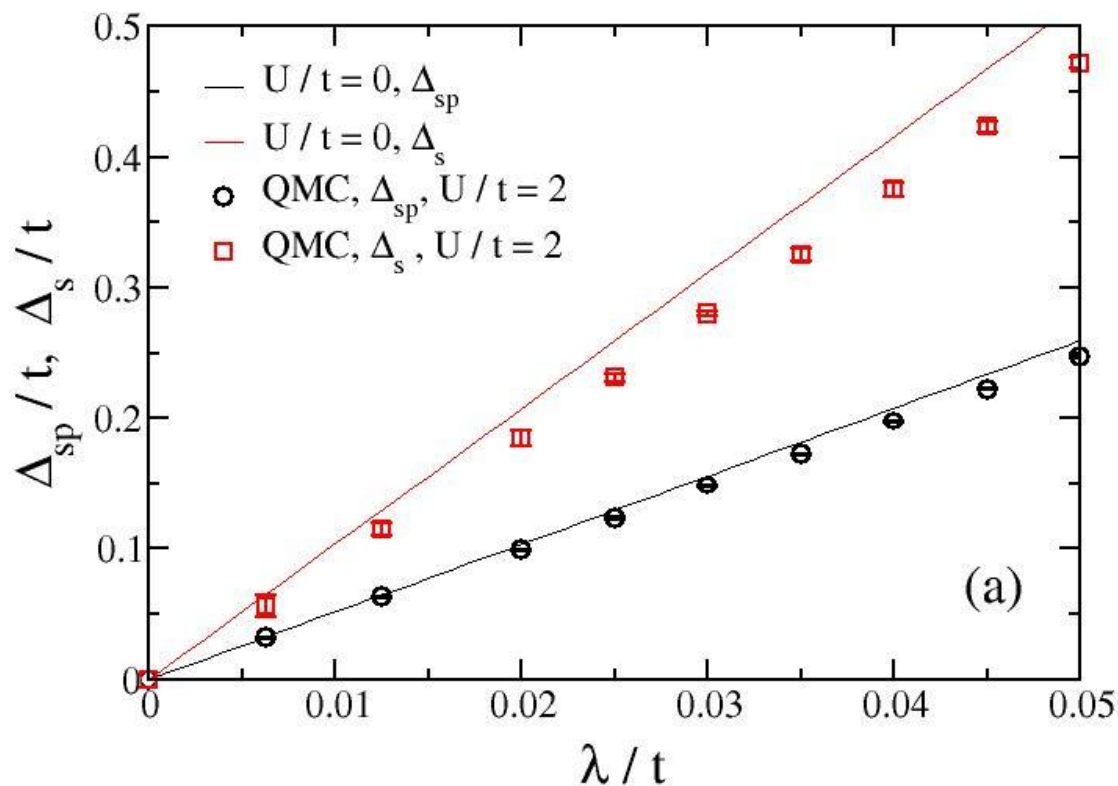 0.5
U / t = 0, Δ_sp
U / t = 0, Δ_s
QMC, Δ_sp, U / t = 2
QMC, Δ_s , U / t = 2
0.4
0.3
0.2
0.1
0
Δ_sp / t, Δ_s / t
(a)
0 0.01 0.02 0.03 0.04 0.05
λ / t